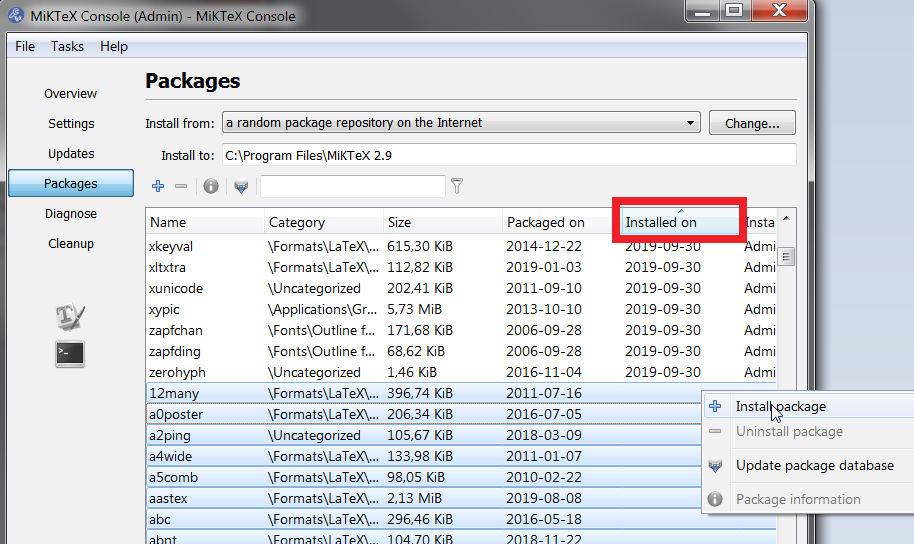 MiKTeX Console (Admin) - MiKTeX Console
File Tasks Help
Packages
Overview
Install from: a random package repository on the Internet Change...
Settings
Install to: C:\Program Files\MiKTeX 2.9
Updates
Packages
Diagnose
Cleanup
Name Category Size Packaged on Installed on Insta
xkeyval \Formats\LaTeX\... 615,30 KiB 2014-12-22 2019-09-30 Admi
xltxtra \Formats\LaTeX\... 112,82 KiB 2019-01-03 2019-09-30 Admi
xunicode \Uncategorized 202,41 KiB 2011-09-10 2019-09-30 Admi
xypic \Applications\Gr... 5,73 MiB 2013-10-10 2019-09-30 Admi
zapfchan \Fonts\Outline f... 171,68 KiB 2006-09-28 2019-09-30 Admi
zapfding \Fonts\Outline f... 68,62 KiB 2006-09-28 2019-09-30 Admi
zerohyph \Uncategorized 1,46 KiB 2016-11-04 2019-09-30 Admi
12many \Formats\LaTeX\... 396,74 KiB 2011-07-16
a0poster \Formats\LaTeX\... 206,34 KiB 2016-07-05
a2ping \Uncategorized 105,67 KiB 2018-03-09
a4wide \Formats\LaTeX\... 133,98 KiB 2011-01-07
a5comb \Formats\LaTeX\... 98,05 KiB 2010-02-22
aastex \Formats\LaTeX\... 2,13 MiB 2019-08-08
abc \Formats\LaTeX\... 296,46 KiB 2016-05-18
abnt \Formats\LaTeX\... 104,70 KiB 2018-11-22
Install package
Uninstall package
Update package database
Package information